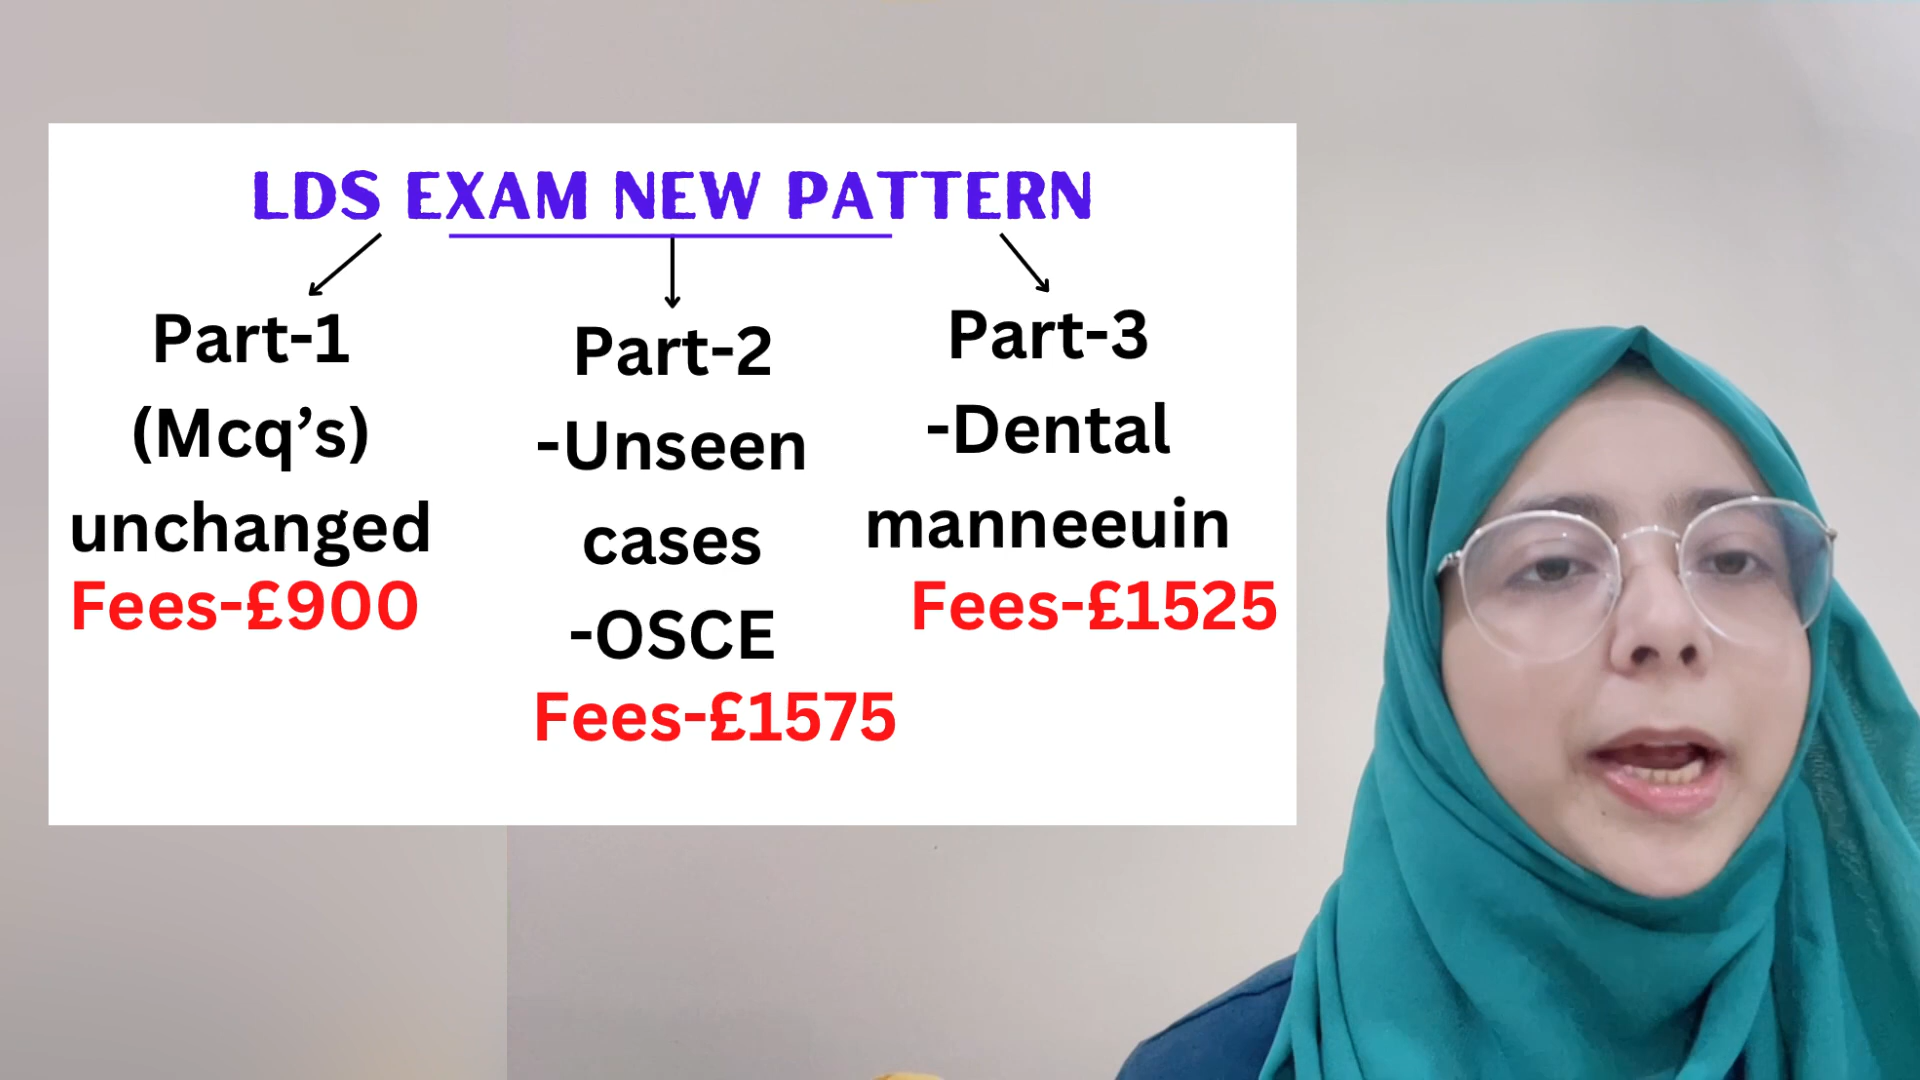 LDS EXAM NEW PATTERN
Part-1
(Mcq’s)
unchanged
Fees-£900
Part-2
-Unseen
cases
-OSCE
Fees-£1575
Part-3
-Dental
manneeuin
Fees-£1525